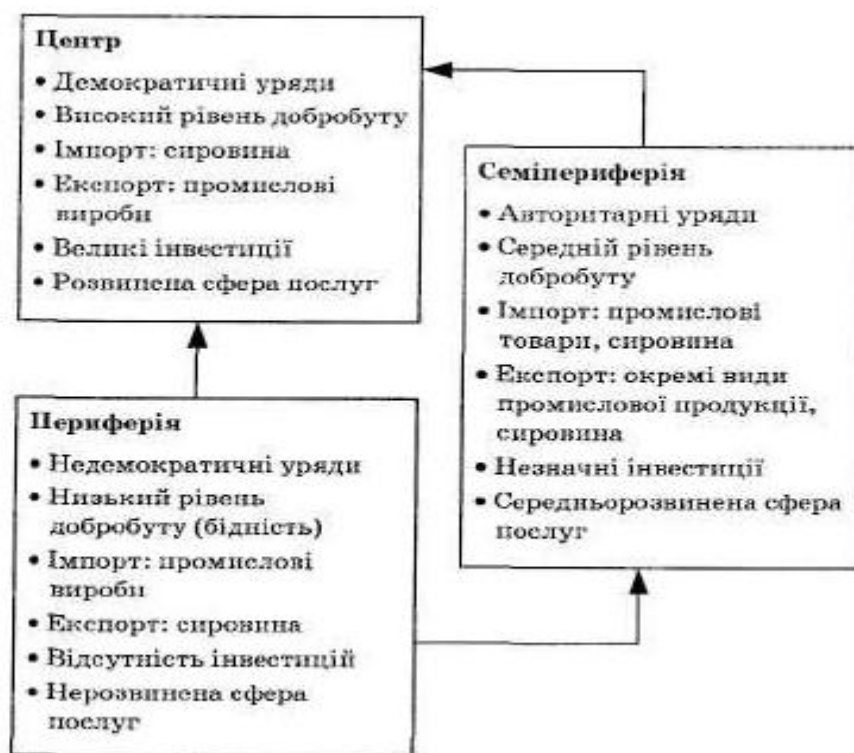 Центр
• Демократичні уряди
• Високий рівень добробуту
• Імпорт: сировина
• Експорт: промислові
вироби
• Великі інвестиції
• Розвинена сфера послуг
Семіпериферія
• Авторитарні уряди
• Середній рівень
добробуту
• Імпорт: промислові
товари, сировина
• Експорт: окремі види
промислової продукції,
сировина
• Незначні інвестиції
• Середньорозвинена сфера
послуг
Периферія
• Недемократичні уряди
• Низький рівень
добробуту (бідність)
• Імпорт: промислові
вироби
• Експорт: сировина
• Відсутність інвестицій
• Нерозвинена сфера
послуг